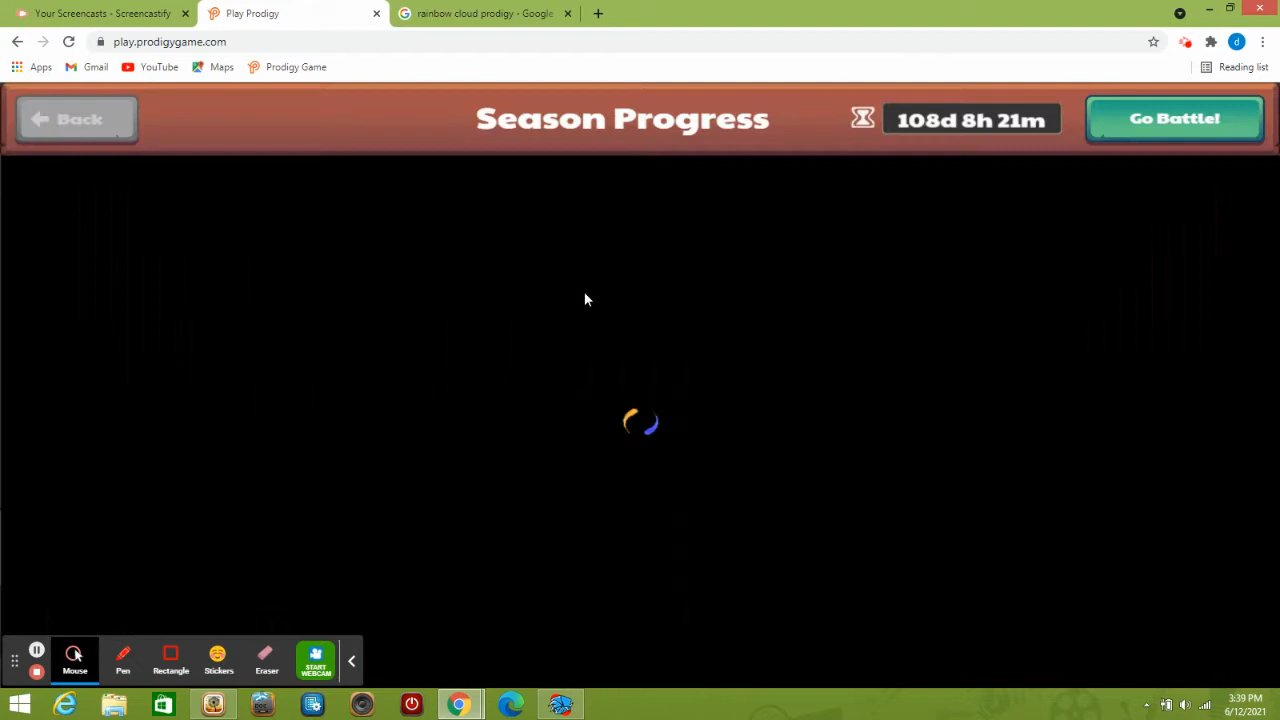 Your Screencasts - Screencastify
Play Prodigy
rainbow cloud prodigy - Google
play.prodigygame.com
Apps
Gmail
YouTube
Maps
Prodigy Game
Reading list
Back
Season Progress
108d 8h 21m
Go Battle!
Mouse
Pen
Rectangle
Stickers
Eraser
START
WEBCAM
3:39 PM
6/12/2021